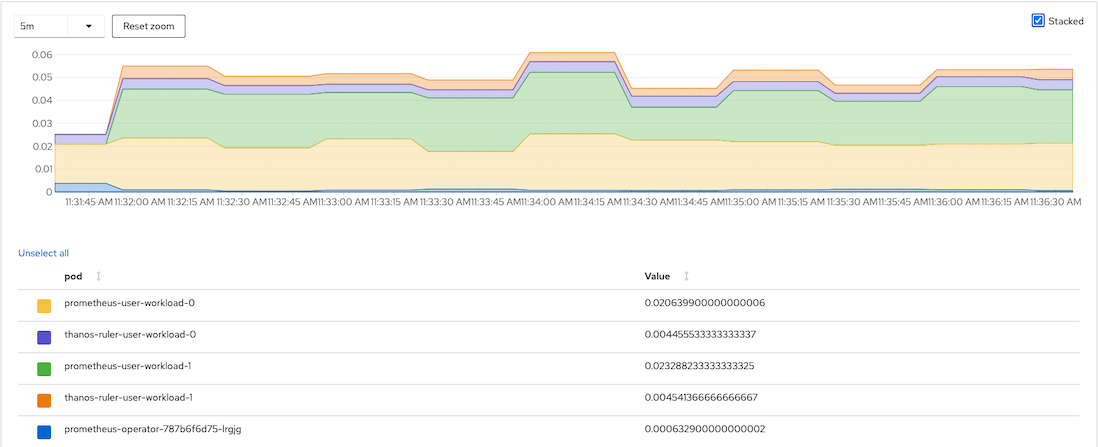 5m Reset zoom Stacked
0.06
0.05
0.04
0.03
0.02
0.01
0
11:31:45 AM 11:32:00 AM 11:32:15 AM 11:32:30 AM 11:32:45 AM 11:33:00 AM 11:33:15 AM 11:33:30 AM 11:33:45 AM 11:34:00 AM 11:34:15 AM 11:34:30 AM 11:34:45 AM 11:35:00 AM 11:35:15 AM 11:35:30 AM 11:35:45 AM 11:36:00 AM 11:36:15 AM 11:36:30 AM
Unselect all
pod Value
prometheus-user-workload-0 0.020639900000000006
thanos-ruler-user-workload-0 0.004455533333333337
prometheus-user-workload-1 0.023288233333333325
thanos-ruler-user-workload-1 0.004541366666666667
prometheus-operator-787b6f6d75-lrgjg 0.000632900000000002